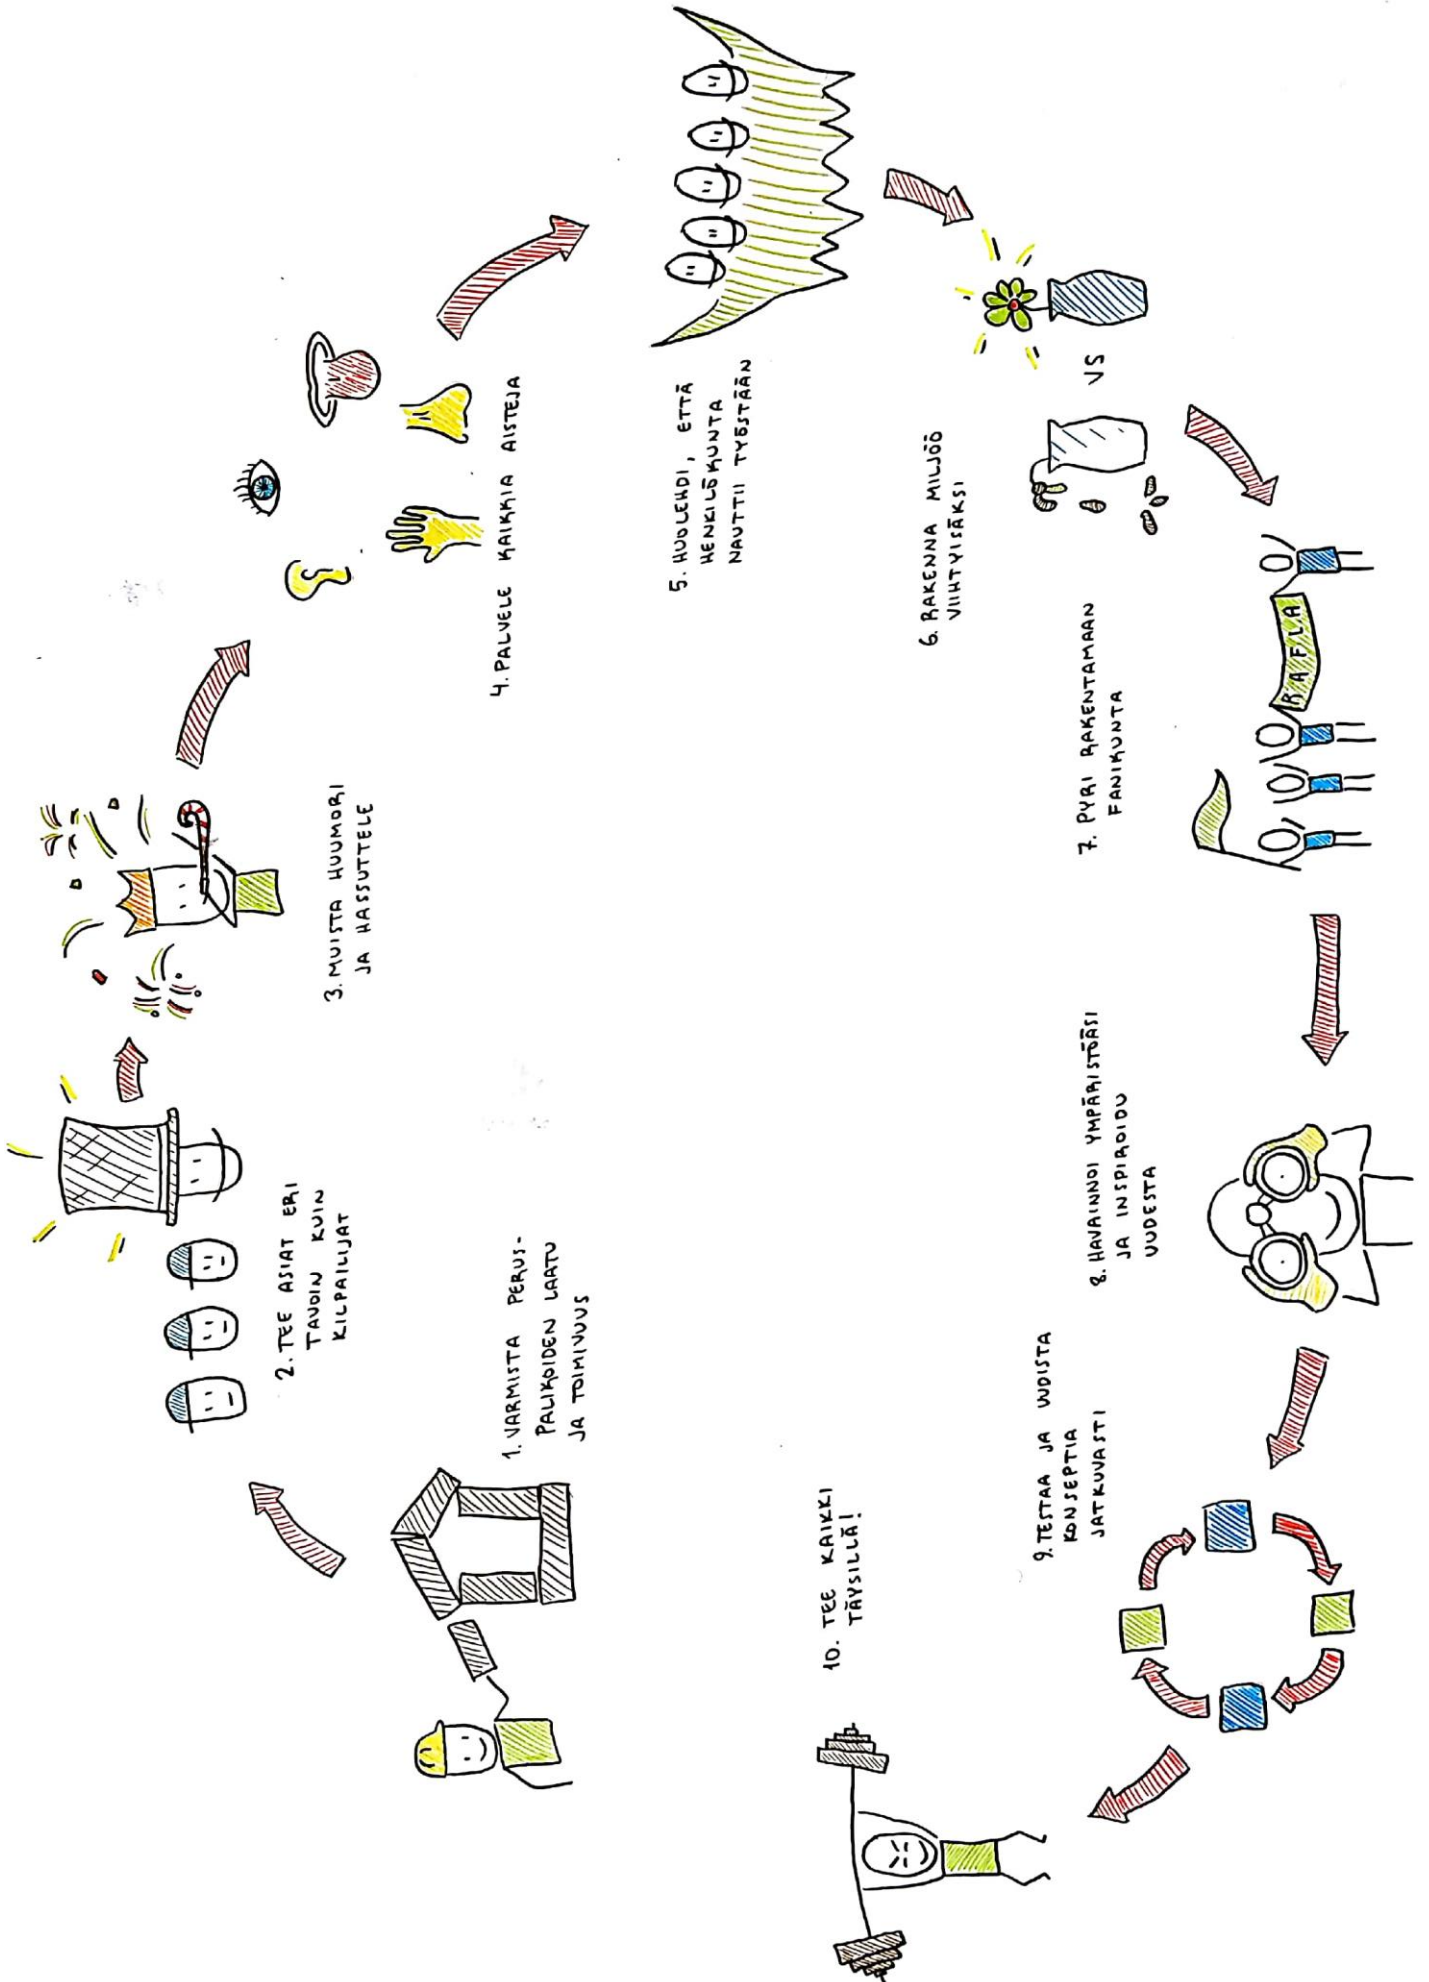 1. VARMISTA PERUS-
PALIKOIDEN LAATU
JA TOIMIVUUS
2. TEE ASIAT ERI
TAVOIN KUIN
KILPAILIJAT
3. MUISTA HUUMORI
JA HASSUTTELE
4. PALVELE KAIKKIA AISTEJA
5. HUOLEHDI, ETTÄ
HENKILÖKUNTA
NAUTTII TYÖSTÄÄN
6. RAKENNA MILJÖÖ
VIIHTYISÄKSI
VS
7. PYRI RAKENTAMAAN
FANIKUNTA
RAFLA
8. HAVAINNOI YMPÄRISTÖÄSI
JA INSPIROIDU
UUDESTA
9. TESTAA JA UUDISTA
KONSEPTIA
JATKUVASTI
10. TEE KAIKKI
TÄYSILLÄ!